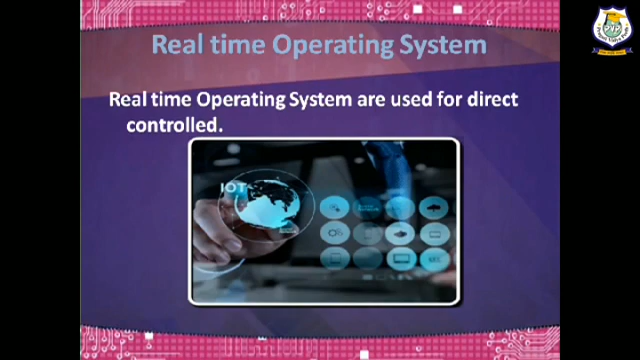 Real time Operating System
Real time Operating System are used for direct
controlled.
IOT